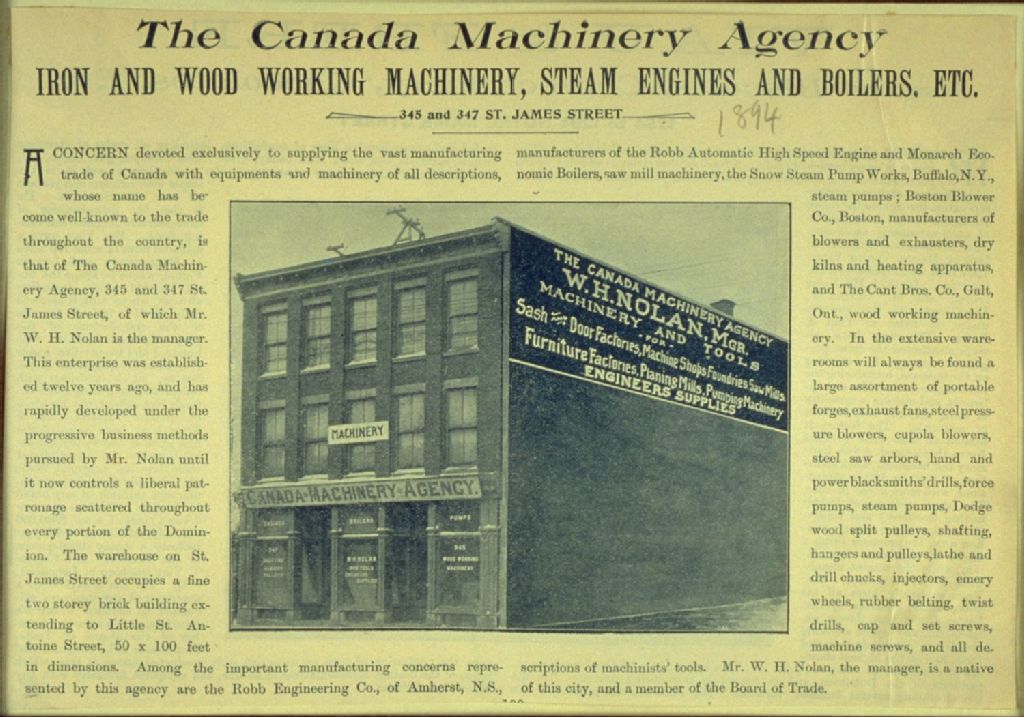 The Canada Machinery Agency
IRON AND WOOD WORKING MACHINERY, STEAM ENGINES AND BOILERS. ETC.
345 and 347 ST. JAMES STREET
1894
A CONCERN devoted exclusively to supplying the vast manufacturing
trade of Canada with equipments and machinery of all descriptions,
whose name has be-
come well-known to the trade
throughout the country, is
that of The Canada Machin-
ery Agency, 345 and 347 St.
James Street, of which Mr.
W. H. Nolan is the manager.
This enterprise was establish-
ed twelve years ago, and has
rapidly developed under the
progressive business methods
pursued by Mr. Nolan until
it now controls a liberal pat-
ronage scattered throughout
every portion of the Domin-
ion. The warehouse on St.
James Street occupies a fine
two storey brick building ex-
tending to Little St. An-
toine Street, 50 x 100 feet
in dimensions. Among the important manufacturing concerns repre-
sented by this agency are the Robb Engineering Co., of Amherst, N.S.,
manufacturers of the Robb Automatic High Speed Engine and Monarch Eco-
nomic Boilers, saw mill machinery, the Snow Steam Pump Works, Buffalo, N.Y.,
steam pumps ; Boston Blower
Co., Boston, manufacturers of
blowers and exhausters, dry
kilns and heating apparatus,
and The Cant Bros. Co., Galt,
Ont., wood working machin-
ery. In the extensive ware-
rooms will always be found a
large assortment of portable
forges, exhaust fans, steel press-
ure blowers, cupola blowers,
steel saw arbors, hand and
power blacksmiths' drills, force
pumps, steam pumps, Dodge
wood split pulleys, shafting,
hangers and pulleys, lathe and
drill chucks, injectors, emery
wheels, rubber belting, twist
drills, cap and set screws,
machine screws, and all de-
scriptions of machinists' tools. Mr. W. H. Nolan, the manager, is a native
of this city, and a member of the Board of Trade.
THE CANADA MACHINERY AGENCY
W. H. NOLAN, MGR.
MACHINERY AND TOOLS
FOR
Sash and Door Factories, Machine Shops Foundries Saw Mills,
Furniture Factories, Planing Mills, Pumping Machinery
ENGINEERS' SUPPLIES
MACHINERY
CANADA MACHINERY AGENCY.
ENGINES
BOILERS
PUMPS
347
W H NOLAN
345
WOOD WORKING
MACHINERY